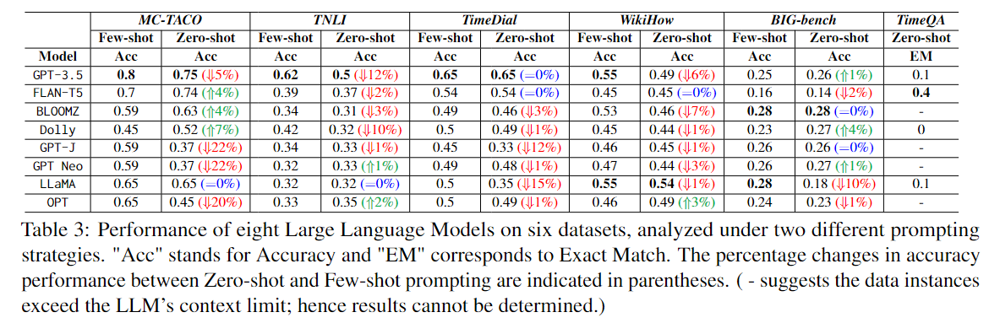 MC-TACO TNLI TimeDial WikiHow BIG-bench TimeQA
Few-shot Zero-shot Few-shot Zero-shot Few-shot Zero-shot Few-shot Zero-shot Few-shot Zero-shot Zero-shot
Model Acc Acc Acc Acc Acc Acc Acc Acc Acc Acc EM
GPT-3.5 0.8 0.75 (⇓5%) 0.62 0.5 (⇓12%) 0.65 0.65 (=0%) 0.55 0.49 (⇓6%) 0.25 0.26 (⇑1%) 0.1
FLAN-T5 0.7 0.74 (⇑4%) 0.39 0.37 (⇓2%) 0.54 0.54 (=0%) 0.45 0.45 (=0%) 0.16 0.14 (⇓2%) 0.4
BLOOMZ 0.59 0.63 (⇑4%) 0.34 0.31 (⇓3%) 0.49 0.46 (⇓3%) 0.53 0.46 (⇓7%) 0.28 0.28 (=0%) -
Dolly 0.45 0.52 (⇑7%) 0.42 0.32 (⇓10%) 0.5 0.49 (⇓1%) 0.45 0.44 (⇓1%) 0.23 0.27 (⇑4%) 0
GPT-J 0.59 0.37 (⇓22%) 0.34 0.33 (⇓1%) 0.45 0.33 (⇓12%) 0.46 0.45 (⇓1%) 0.26 0.26 (=0%) -
GPT Neo 0.59 0.37 (⇓22%) 0.32 0.33 (⇑1%) 0.49 0.48 (⇓1%) 0.47 0.44 (⇓3%) 0.26 0.27 (⇑1%) -
LLaMA 0.65 0.65 (=0%) 0.32 0.32 (=0%) 0.5 0.35 (⇓15%) 0.55 0.54 (⇓1%) 0.28 0.18 (⇓10%) 0.1
OPT 0.65 0.45 (⇓20%) 0.33 0.35 (⇑2%) 0.5 0.49 (⇓1%) 0.46 0.49 (⇑3%) 0.24 0.23 (⇓1%) -
Table 3: Performance of eight Large Language Models on six datasets, analyzed under two different prompting
strategies. "Acc" stands for Accuracy and "EM" corresponds to Exact Match. The percentage changes in accuracy
performance between Zero-shot and Few-shot prompting are indicated in parentheses. ( - suggests the data instances
exceed the LLM's context limit; hence results cannot be determined.)